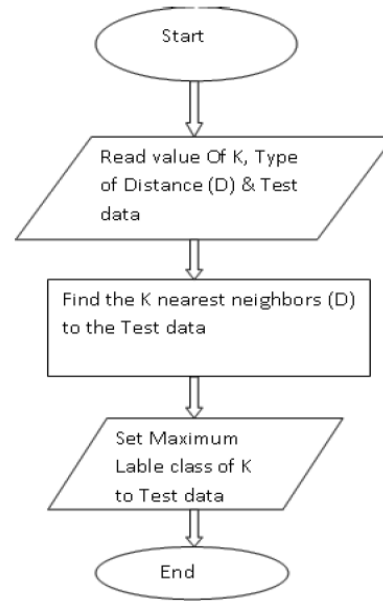 Start
Read value Of K, Type
of Distance (D) & Test
data
Find the K nearest neighbors (D)
to the Test data
Set Maximum
Lable class of K
to Test data
End